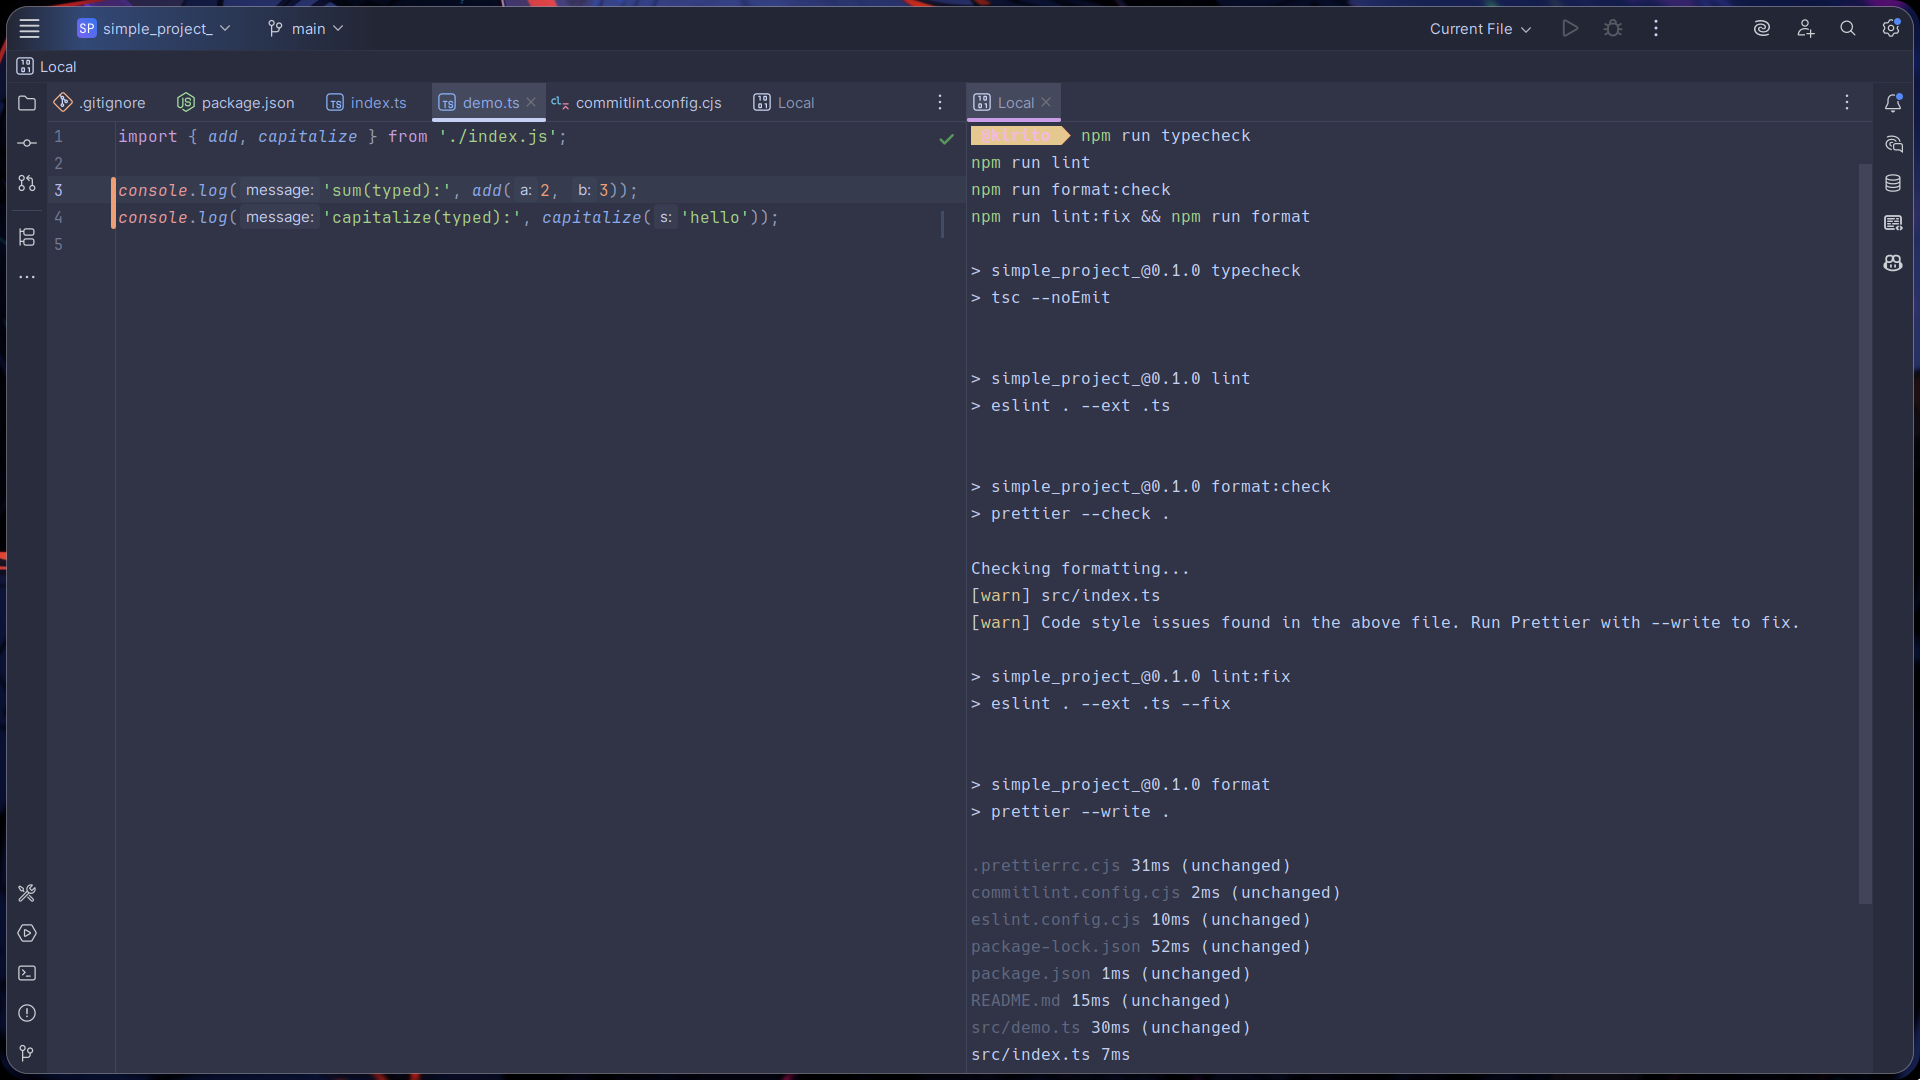 SP simple_project_ main Current File
Local
.gitignore package.json index.ts demo.ts commitlint.config.cjs Local
1 import { add, capitalize } from './index.js';
2
3 console.log( message: 'sum(typed):', add( a: 2, b: 3));
4 console.log( message: 'capitalize(typed):', capitalize( s: 'hello'));
5
Local
@kirito npm run typecheck
npm run lint
npm run format:check
npm run lint:fix && npm run format
> simple_project_@0.1.0 typecheck
> tsc --noEmit
> simple_project_@0.1.0 lint
> eslint . --ext .ts
> simple_project_@0.1.0 format:check
> prettier --check .
Checking formatting...
[warn] src/index.ts
[warn] Code style issues found in the above file. Run Prettier with --write to fix.
> simple_project_@0.1.0 lint:fix
> eslint . --ext .ts --fix
> simple_project_@0.1.0 format
> prettier --write .
.prettierrc.cjs 31ms (unchanged)
commitlint.config.cjs 2ms (unchanged)
eslint.config.cjs 10ms (unchanged)
package-lock.json 52ms (unchanged)
package.json 1ms (unchanged)
README.md 15ms (unchanged)
src/demo.ts 30ms (unchanged)
src/index.ts 7ms